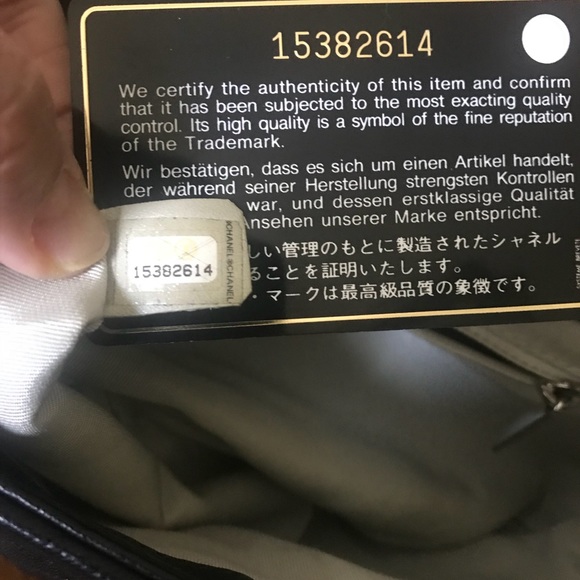 15382614
We certify the authenticity of this item and confirm
that it has been subjected to the most exacting quality
control. Its high quality is a symbol of the fine reputation
of the Trademark.
Wir bestätigen, dass es sich um einen Artikel handelt,
der während seiner Herstellung strengsten Kontrollen
war, und dessen erstklassige Qualität
Ansehen unserer Marke entspricht.
しい管理のもとに製造されたシャネル
ることを証明いたします。
・マークは最高級品質の象徴です。
15382614
CHANEL CHANEL